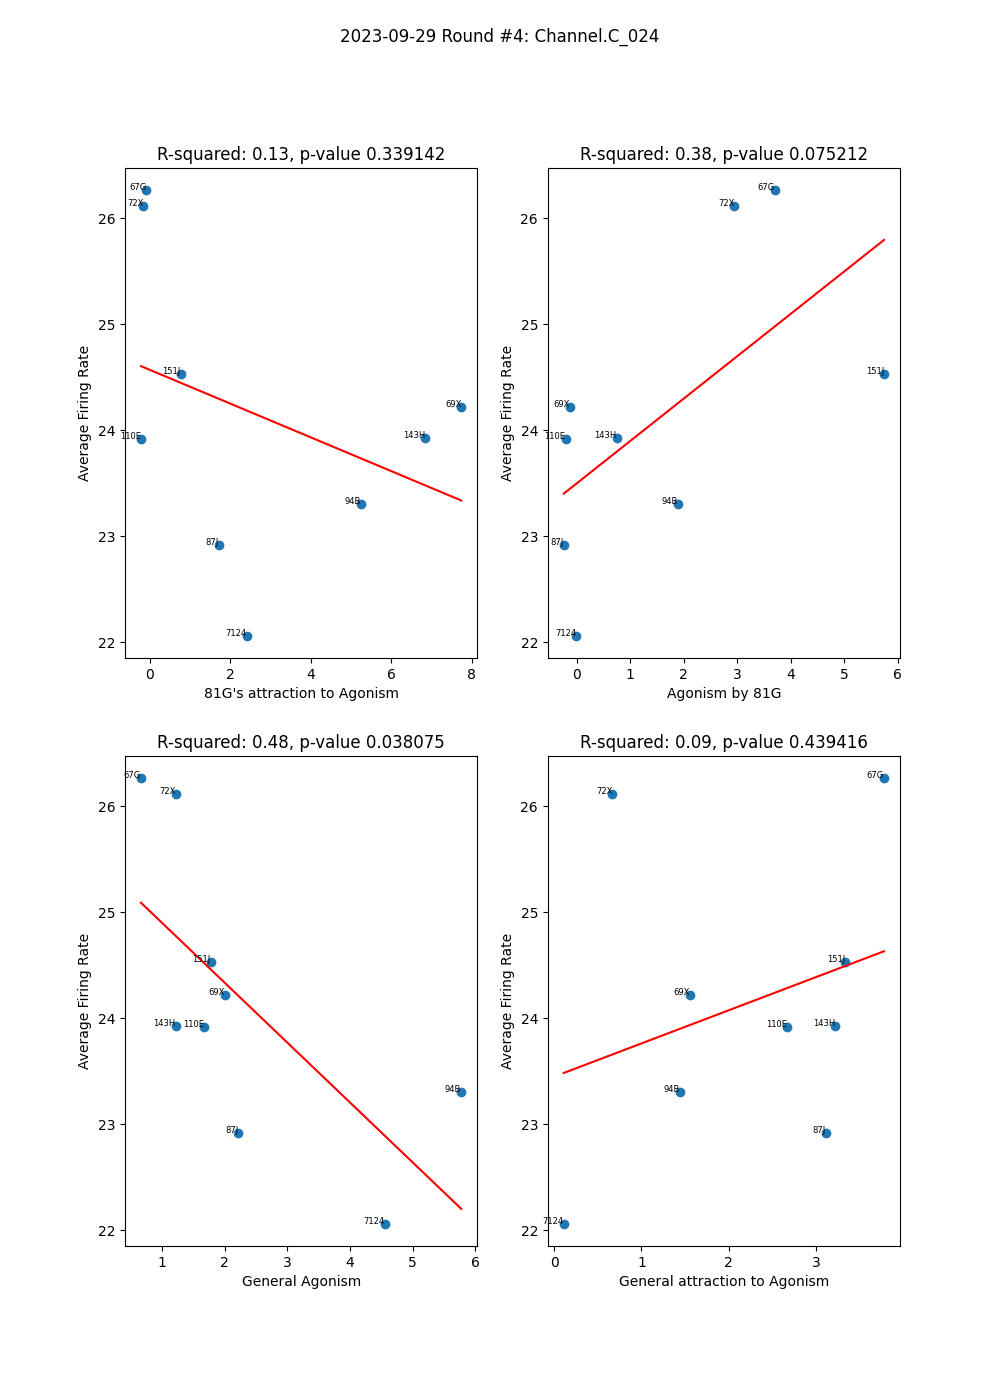 2023-09-29 Round #4: Channel.C_024
R-squared: 0.13, p-value 0.339142
67G
72X
151J
69X
143H
110E
94B
87J
7124
26
25
24
23
22
Average Firing Rate
0 2 4 6 8
81G's attraction to Agonism
R-squared: 0.38, p-value 0.075212
67G
72X
151J
69X
143H
110E
94B
87J
7124
26
25
24
23
22
Average Firing Rate
0 1 2 3 4 5 6
Agonism by 81G
R-squared: 0.48, p-value 0.038075
67G
72X
151J
69X
143H 110E
94B
87J
7124
26
25
24
23
22
Average Firing Rate
1 2 3 4 5 6
General Agonism
R-squared: 0.09, p-value 0.439416
67G
72X
151J
69X
110E 143H
94B
87J
7124
26
25
24
23
22
Average Firing Rate
0 1 2 3
General attraction to Agonism